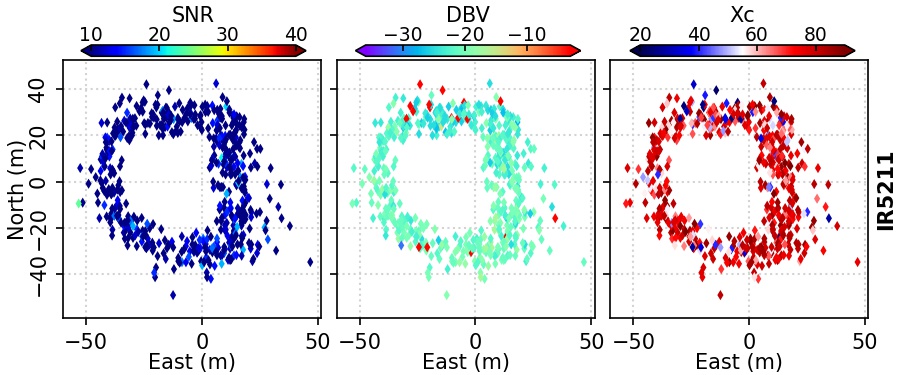 SNR DBV Xc
10 20 30 40 −30 −20 −10 20 40 60 80
40
20
0
−20
−40
North (m)
−50 0 50 −50 0 50 −50 0 50
East (m) East (m) East (m)
IR5211